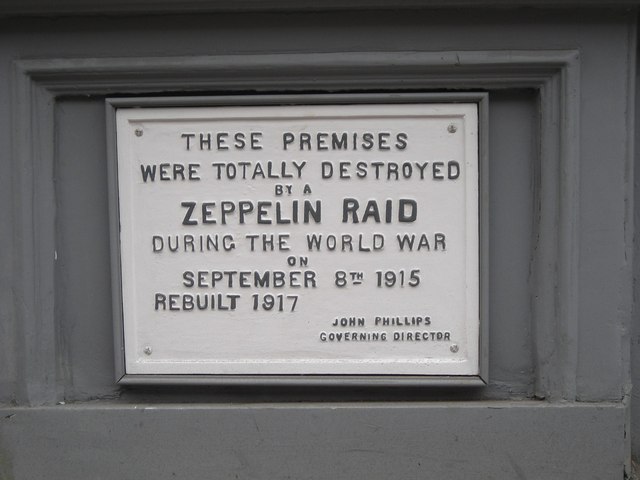 THESE PREMISES
WERE TOTALLY DESTROYED
BY A
ZEPPELIN RAID
DURING THE WORLD WAR
ON
SEPTEMBER 8TH 1915
REBUILT 1917
JOHN PHILLIPS
GOVERNING DIRECTOR